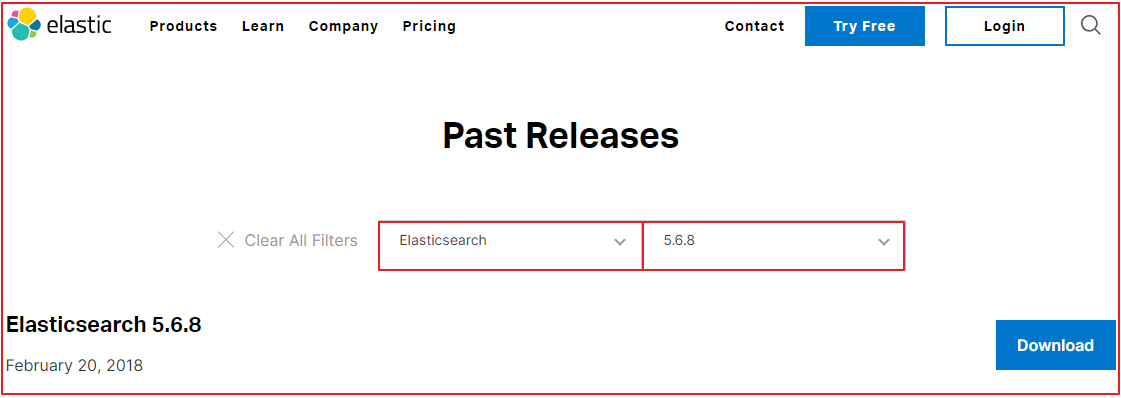 elastic Products Learn Company Pricing Contact Try Free Login
Past Releases
Clear All Filters Elasticsearch 5.6.8
Elasticsearch 5.6.8
February 20, 2018
Download